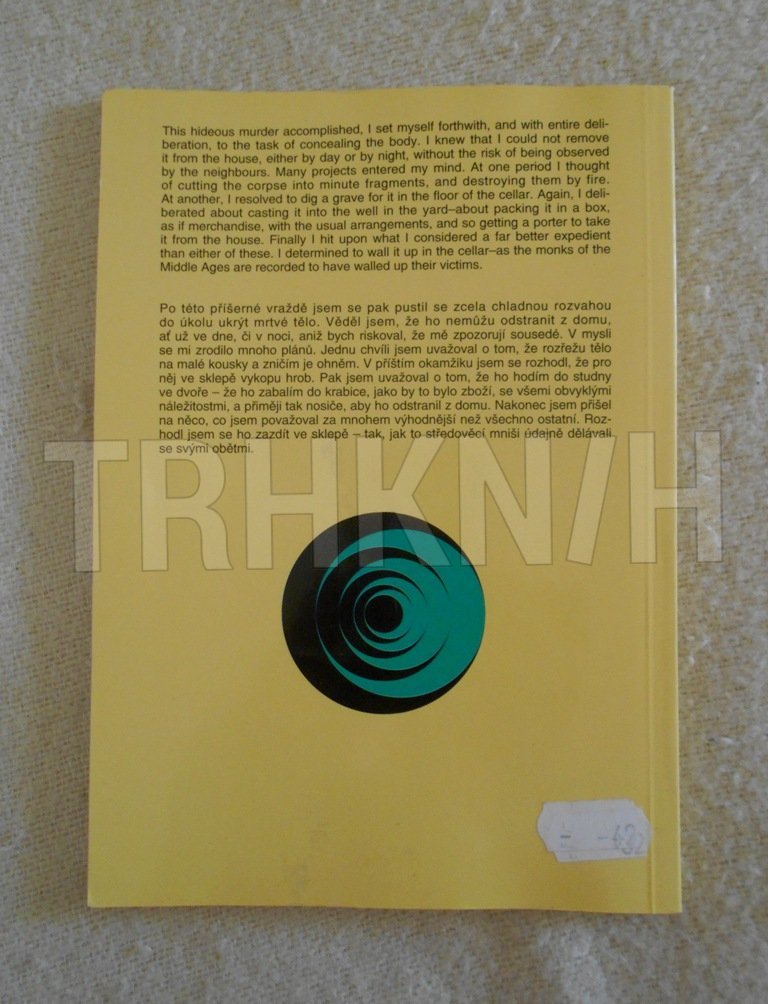 This hideous murder accomplished, I set myself forthwith, and with entire deli-
beration, to the task of concealing the body. I knew that I could not remove
it from the house, either by day or by night, without the risk of being observed
by the neighbours. Many projects entered my mind. At one period I thought
of cutting the corpse into minute fragments, and destroying them by fire.
At another, I resolved to dig a grave for it in the floor of the cellar. Again, I deli-
berated about casting it into the well in the yard–about packing it in a box,
as if merchandise, with the usual arrangements, and so getting a porter to take
it from the house. Finally I hit upon what I considered a far better expedient
than either of these. I determined to wall it up in the cellar–as the monks of the
Middle Ages are recorded to have walled up their victims.
Po této příšerné vraždě jsem se pak pustil se zcela chladnou rozvahou
do úkolu ukrýt mrtvé tělo. Věděl jsem, že ho nemůžu odstranit z domu,
ať už ve dne, či v noci, aniž bych riskoval, že mě zpozorují sousedé. V mysli
se mi zrodilo mnoho plánů. Jednu chvíli jsem uvažoval o tom, že rozřežu tělo
na malé kousky a zničím je ohněm. V příštím okamžiku jsem se rozhodl, že pro
něj ve sklepě vykopu hrob. Pak jsem uvažoval o tom, že ho hodím do studny
ve dvoře – že ho zabalím do krabice, jako by to bylo zboží, se všemi obvyklými
náležitostmi, a přiměji tak nosiče, aby ho odstranil z domu. Nakonec jsem přišel
na něco, co jsem považoval za mnohem výhodnější než všechno ostatní. Roz-
hodl jsem se ho zazdít ve sklepě – tak, jak to středověcí mniši údajně dělávali
se svými obětmi.
TRHKNIH